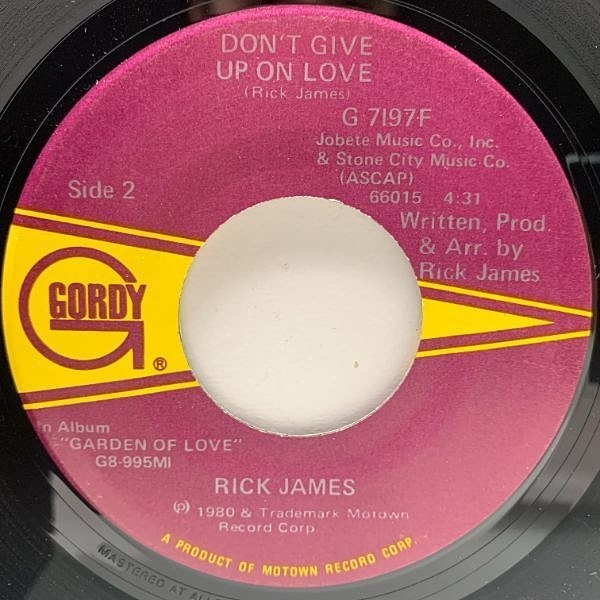 DON'T GIVE
UP ON LOVE
(Rick James)
G 7197F
Jobete Music Co., Inc.
& Stone City Music Co.
(ASCAP)
66015 4:31
Side 2
Written, Prod.
& Arr. by
Rick James
GORDY
®
In Album
"GARDEN OF LOVE"
G8-995MI
RICK JAMES
℗ 1980 & Trademark Motown
Record Corp.
A PRODUCT OF MOTOWN RECORD CORP.
MASTERED AT